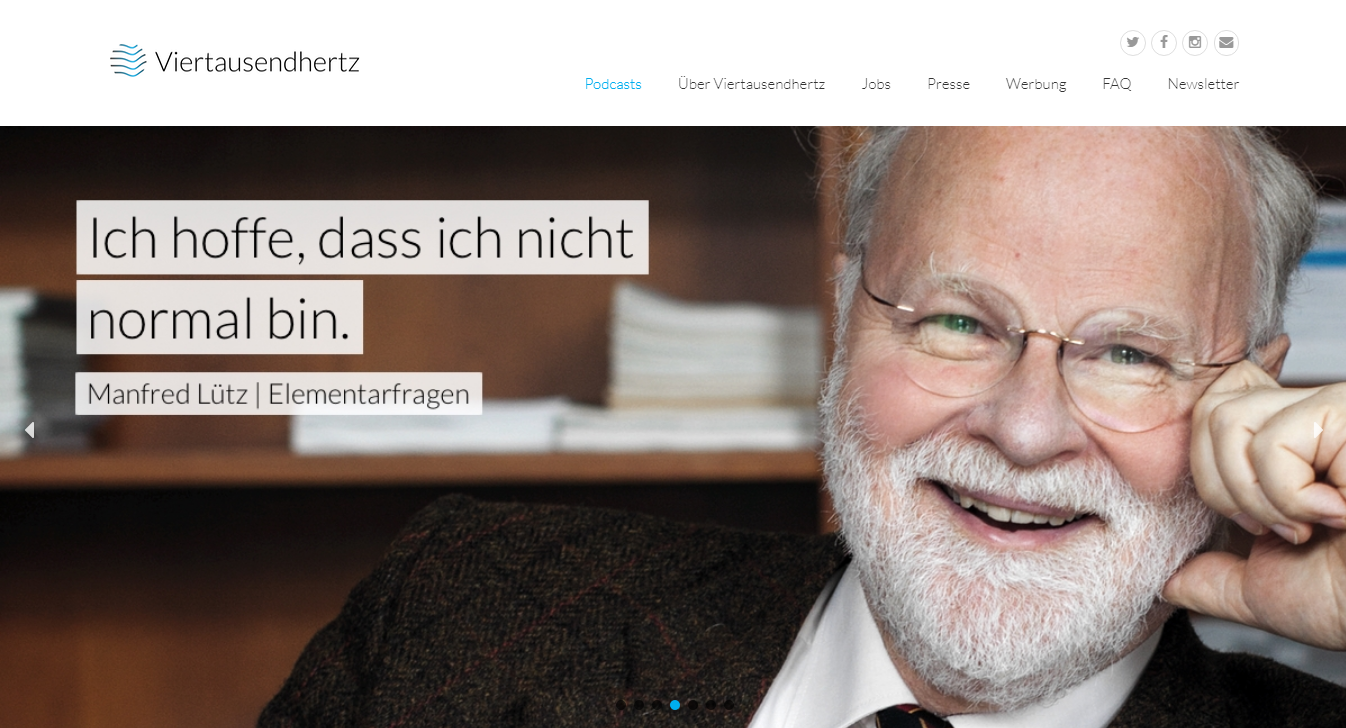 Viertausendhertz
Podcasts Über Viertausendhertz Jobs Presse Werbung FAQ Newsletter
Ich hoffe, dass ich nicht
normal bin.
Manfred Lütz | Elementarfragen